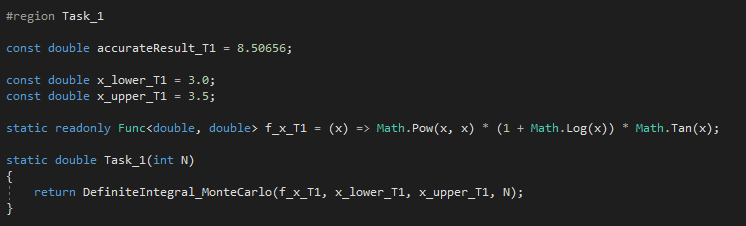 #region Task_1
const double accurateResult_T1 = 8.50656;
const double x_lower_T1 = 3.0;
const double x_upper_T1 = 3.5;
static readonly Func<double, double> f_x_T1 = (x) => Math.Pow(x, x) * (1 + Math.Log(x)) * Math.Tan(x);
static double Task_1(int N)
{
    return DefiniteIntegral_MonteCarlo(f_x_T1, x_lower_T1, x_upper_T1, N);
}